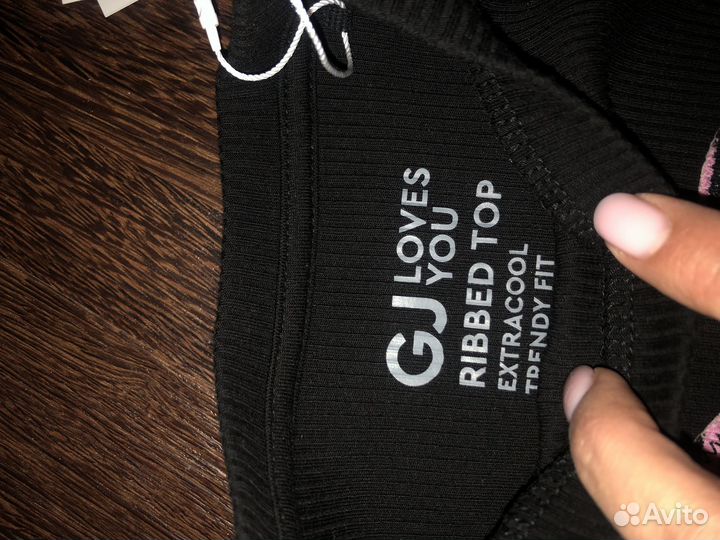 GJ LOVES
YOU
RIBBED TOP
EXTRACOOL
TRENDY FIT
Avito